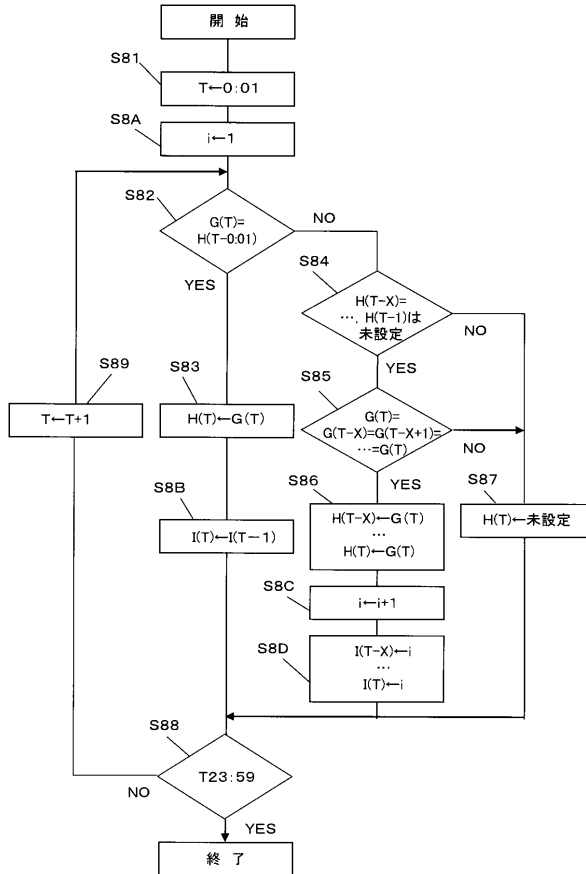 開 始
S81
T←0:01
S8A
i←1
S82
G(T)=
H(T-0:01)
NO
YES
S84
H(T-X)=
…, H(T-1)は
未設定
NO
YES
S89
T←T+1
S83
H(T)←G(T)
S85
G(T)=
G(T-X)=G(T-X+1)=
…=G(T)
NO
YES
S8B
I(T)←I(T-1)
S86
H(T-X)←G(T)
…
H(T)←G(T)
S87
H(T)←未設定
S8C
i←i+1
S8D
I(T-X)←i
…
I(T)←i
S88
T23:59
NO
YES
終 了